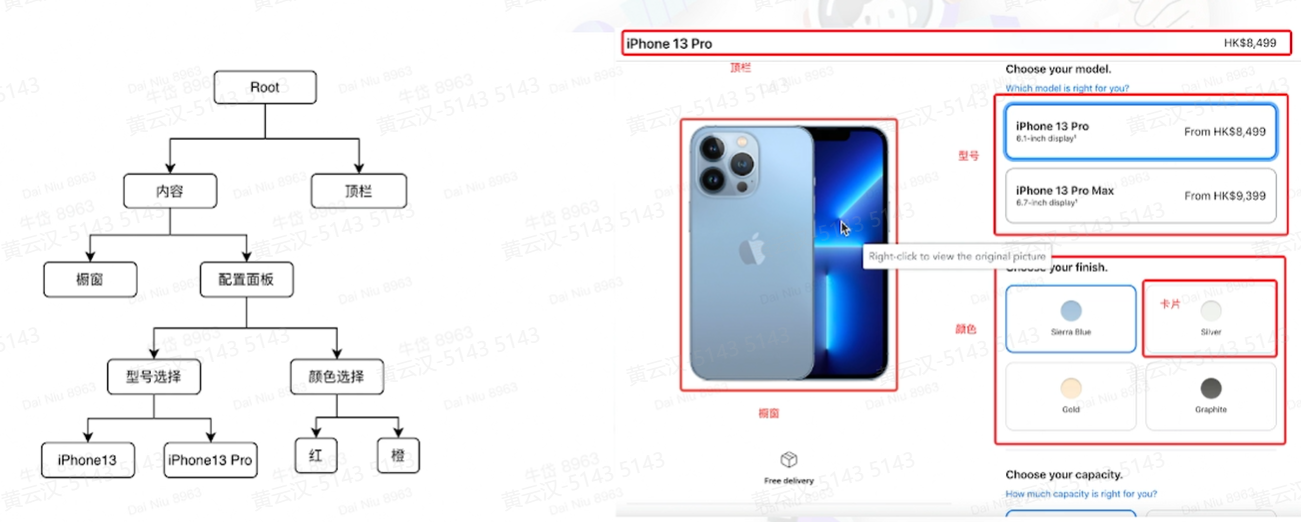 Root
内容
顶栏
橱窗
配置面板
型号选择
颜色选择
iPhone13
iPhone13 Pro
红
橙
iPhone 13 Pro
HK$8,499
顶栏
Choose your model.
Which model is right for you?
型号
iPhone 13 Pro
6.1-inch display¹
From HK$8,499
iPhone 13 Pro Max
6.7-inch display¹
From HK$9,399
Right-click to view the original picture
Choose your finish.
颜色
Sierra Blue
卡片
Silver
Gold
Graphite
橱窗
Free delivery
Choose your capacity.
How much capacity is right for you?
Dai Niu 8963
牛岱 8963
黄云汉-5143 5143